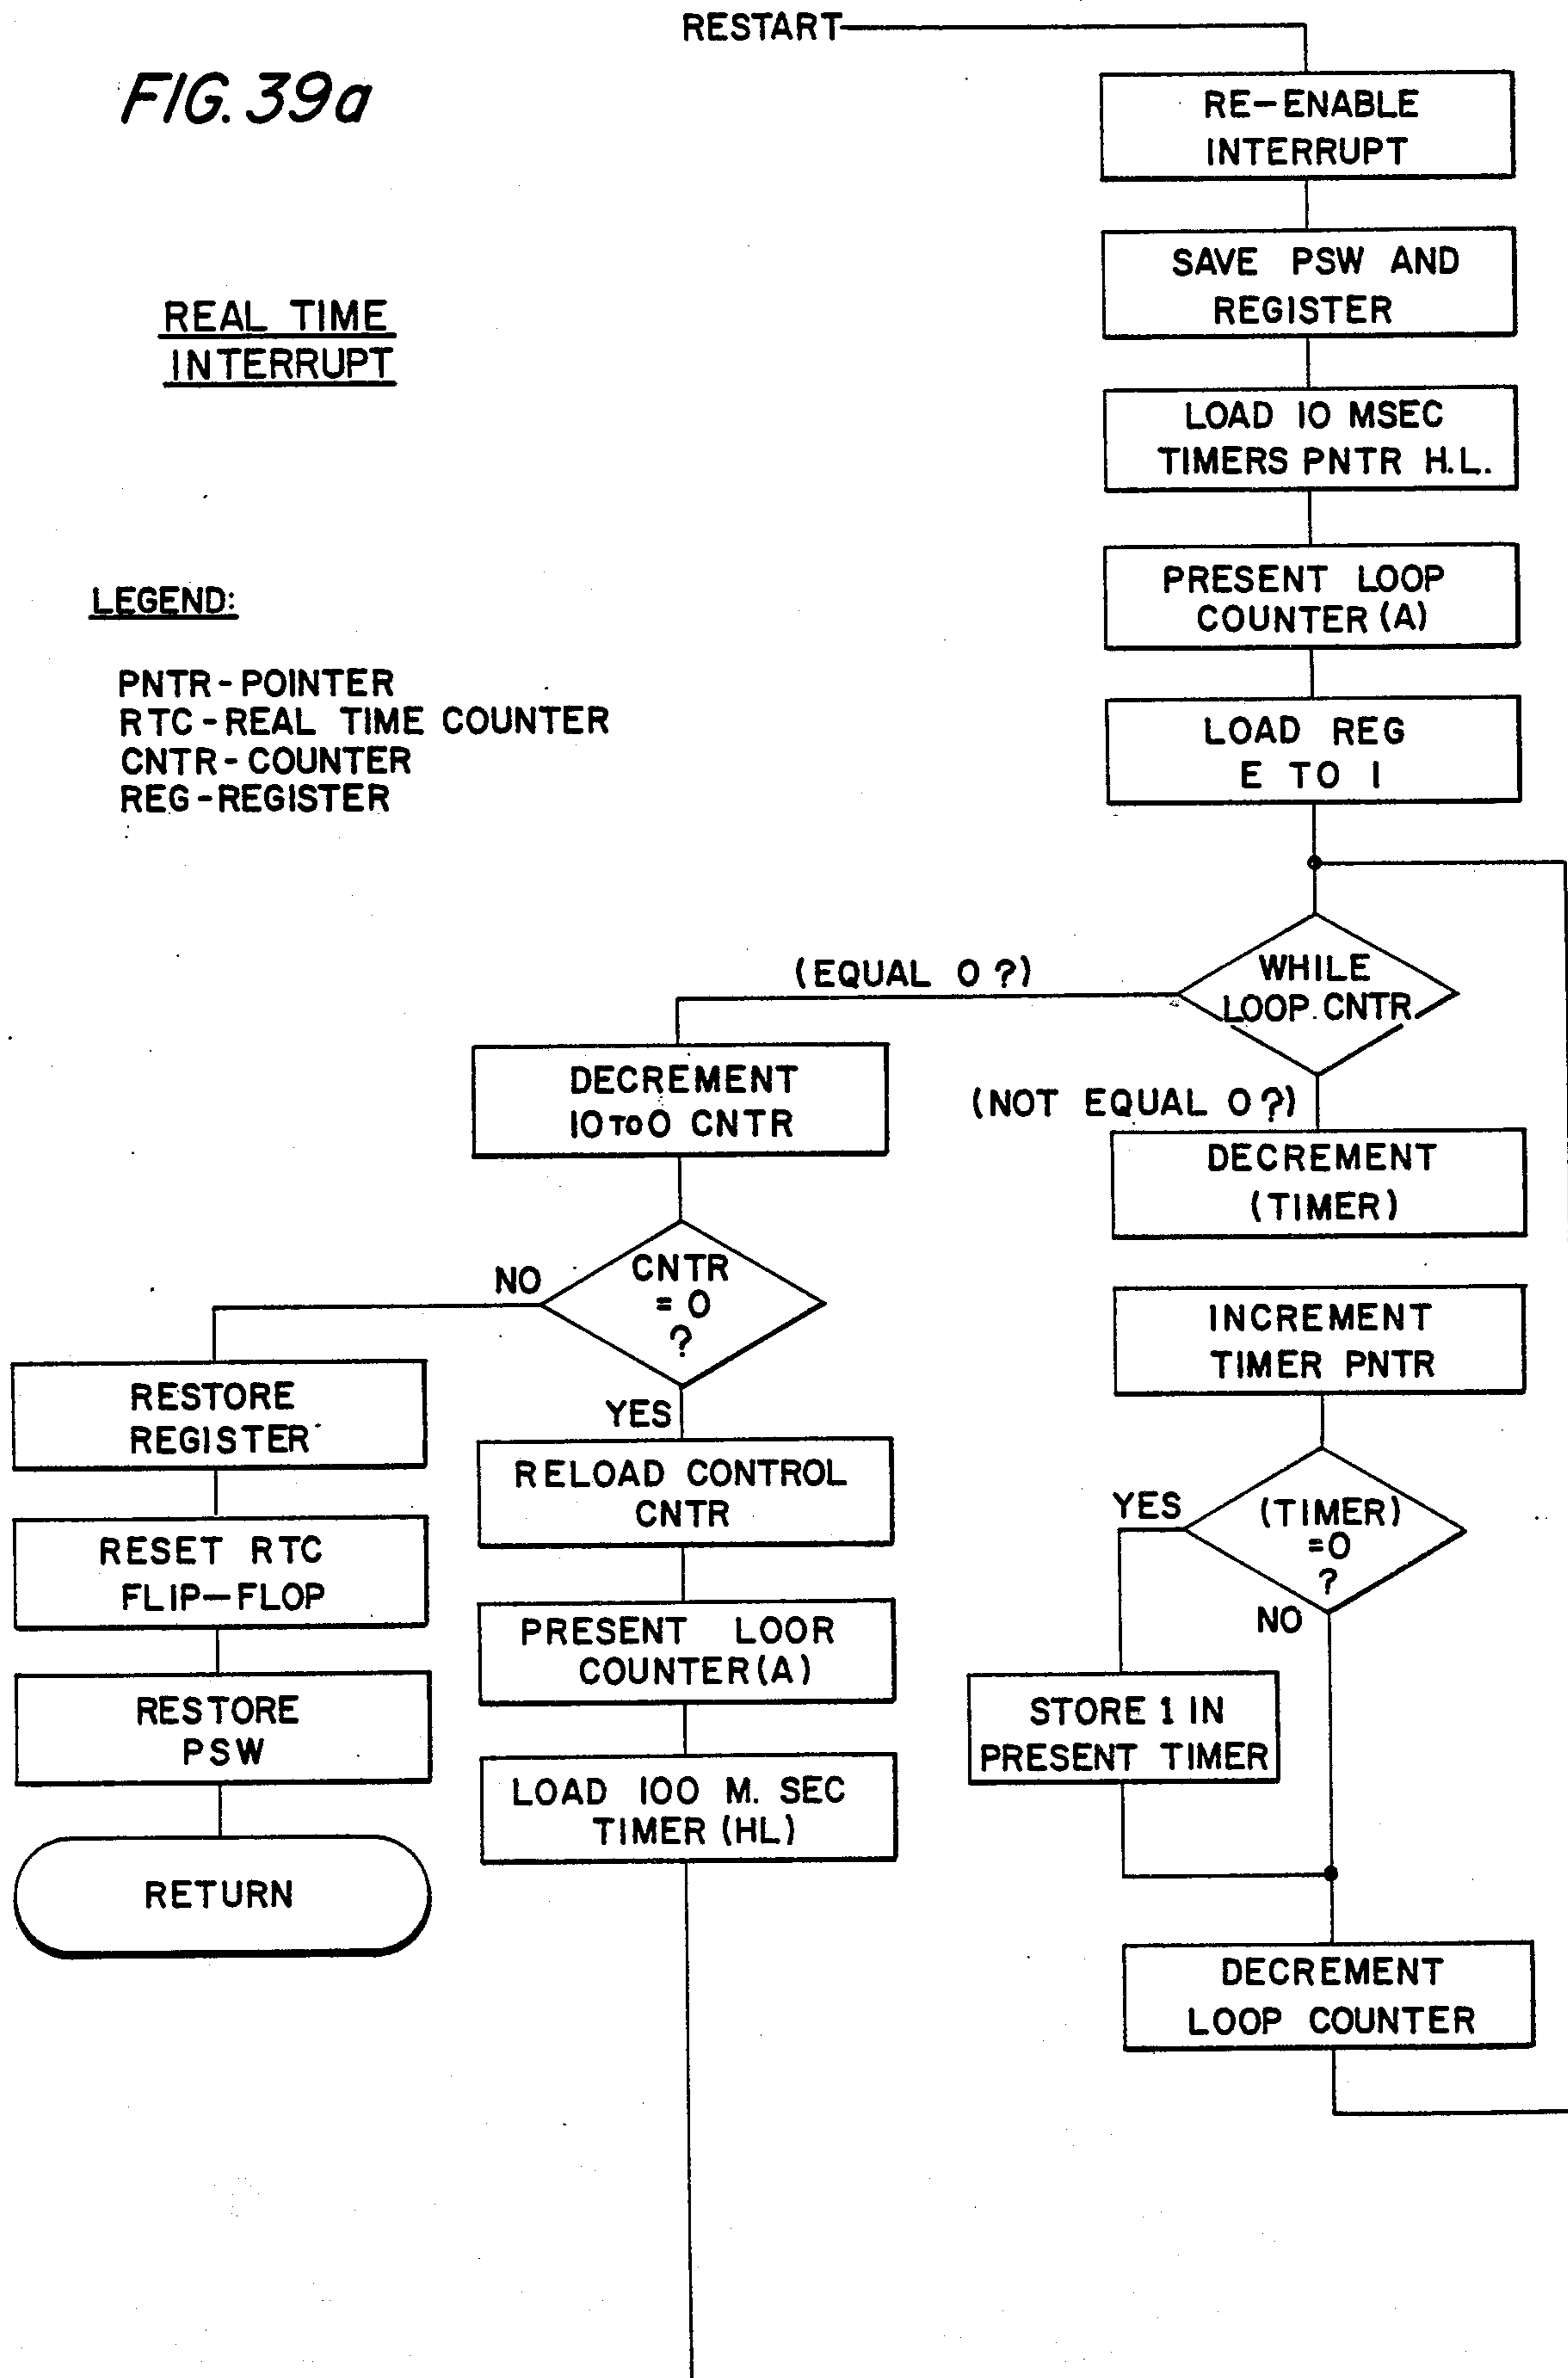 RESTART
FIG. 39a
RE-ENABLE
INTERRUPT
SAVE PSW AND
REGISTER
REAL TIME
INTERRUPT
LOAD 10 MSEC
TIMERS PNTR H.L.
PRESENT LOOP
COUNTER (A)
LEGEND:
PNTR-POINTER
RTC-REAL TIME COUNTER
CNTR-COUNTER
REG-REGISTER
LOAD REG
E TO 1
WHILE
LOOP.CNTR
(EQUAL 0?)
(NOT EQUAL 0?)
DECREMENT
10 TO 0 CNTR
DECREMENT
(TIMER)
CNTR
= 0
?
NO
YES
INCREMENT
TIMER PNTR
RESTORE
REGISTER
RELOAD CONTROL
CNTR
(TIMER)
=0
?
YES
NO
RESET RTC
FLIP-FLOP
PRESENT LOOR
COUNTER(A)
STORE 1 IN
PRESENT TIMER
RESTORE
PSW
LOAD 100 M. SEC
TIMER (HL)
RETURN
DECREMENT
LOOP COUNTER